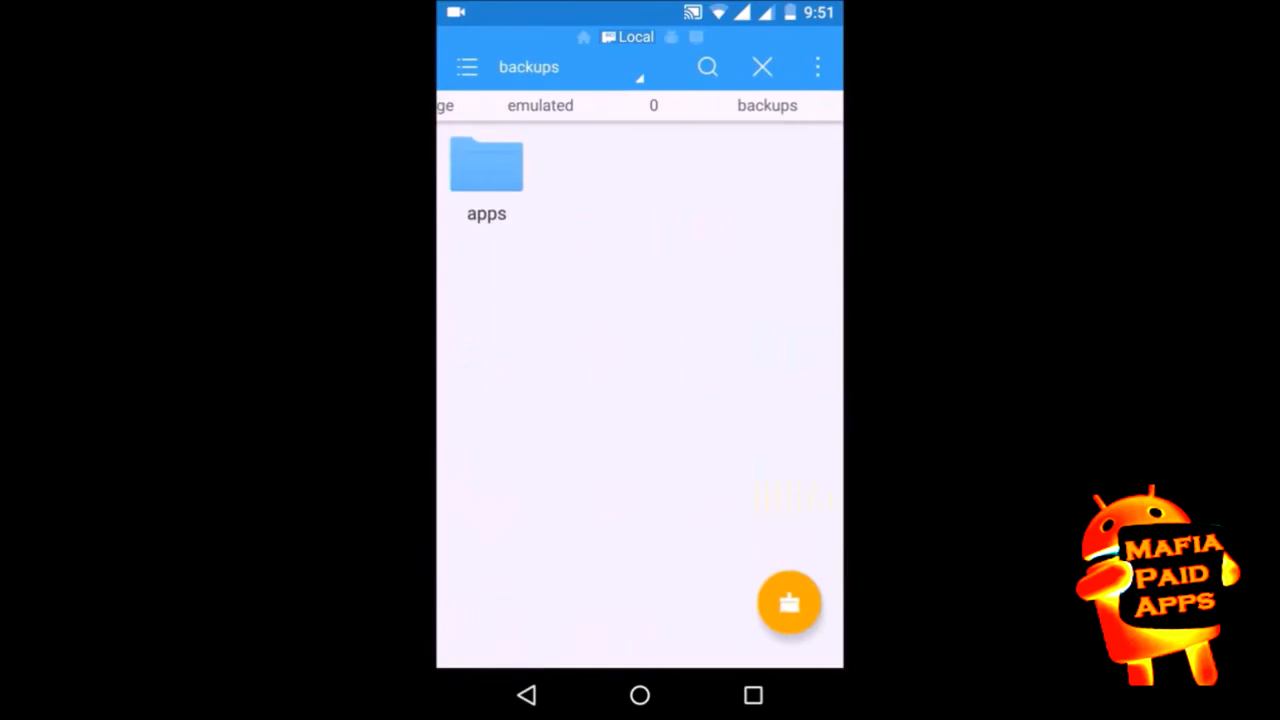 9:51
Local
backups
ge emulated 0 backups
apps
MAFIA
PAID
APPS